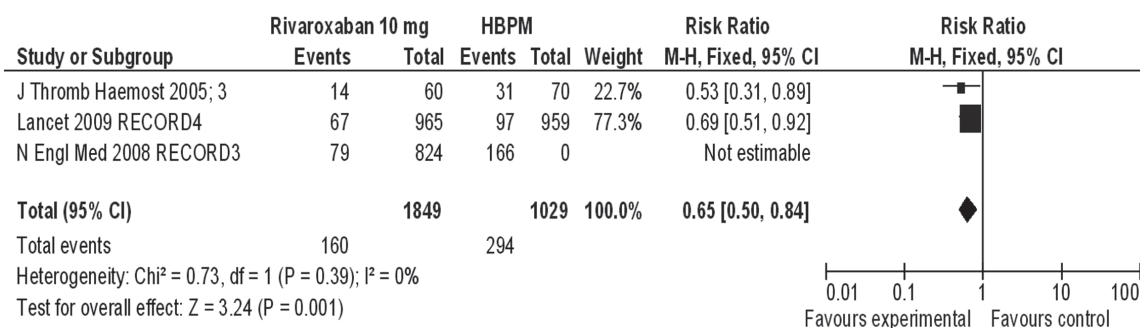 Rivaroxaban 10 mg HBPM Risk Ratio Risk Ratio
Study or Subgroup Events Total Events Total Weight M-H, Fixed, 95% CI M-H, Fixed, 95% CI
J Thromb Haemost 2005; 3 14 60 31 70 22.7% 0.53 [0.31, 0.89]
Lancet 2009 RECORD4 67 965 97 959 77.3% 0.69 [0.51, 0.92]
N Engl Med 2008 RECORD3 79 824 166 0 Not estimable
Total (95% CI) 1849 1029 100.0% 0.65 [0.50, 0.84]
Total events 160 294
Heterogeneity: Chi² = 0.73, df = 1 (P = 0.39); I² = 0%
Test for overall effect: Z = 3.24 (P = 0.001)
0.01 0.1 1 10 100
Favours experimental Favours control